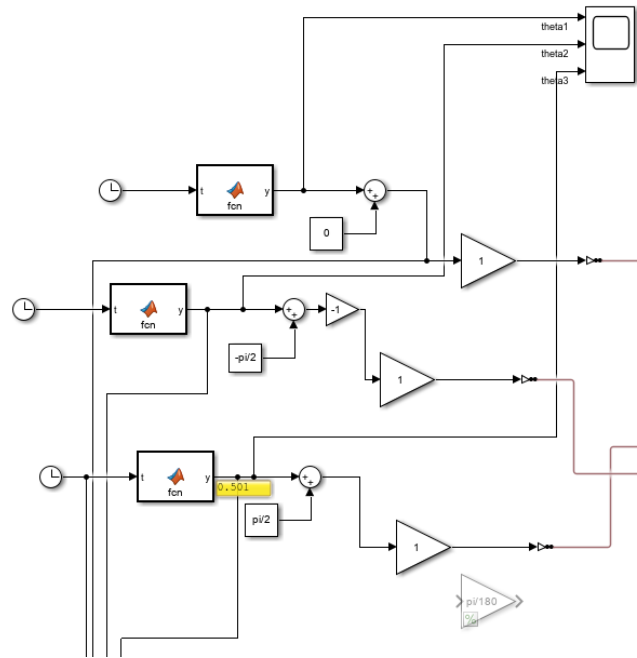 theta1
theta2
theta3
t
y
fcn
+
+
0
1
t
y
fcn
+
+
-1
-pi/2
1
t
y
fcn
0.501
+
+
pi/2
1
pi/180
%